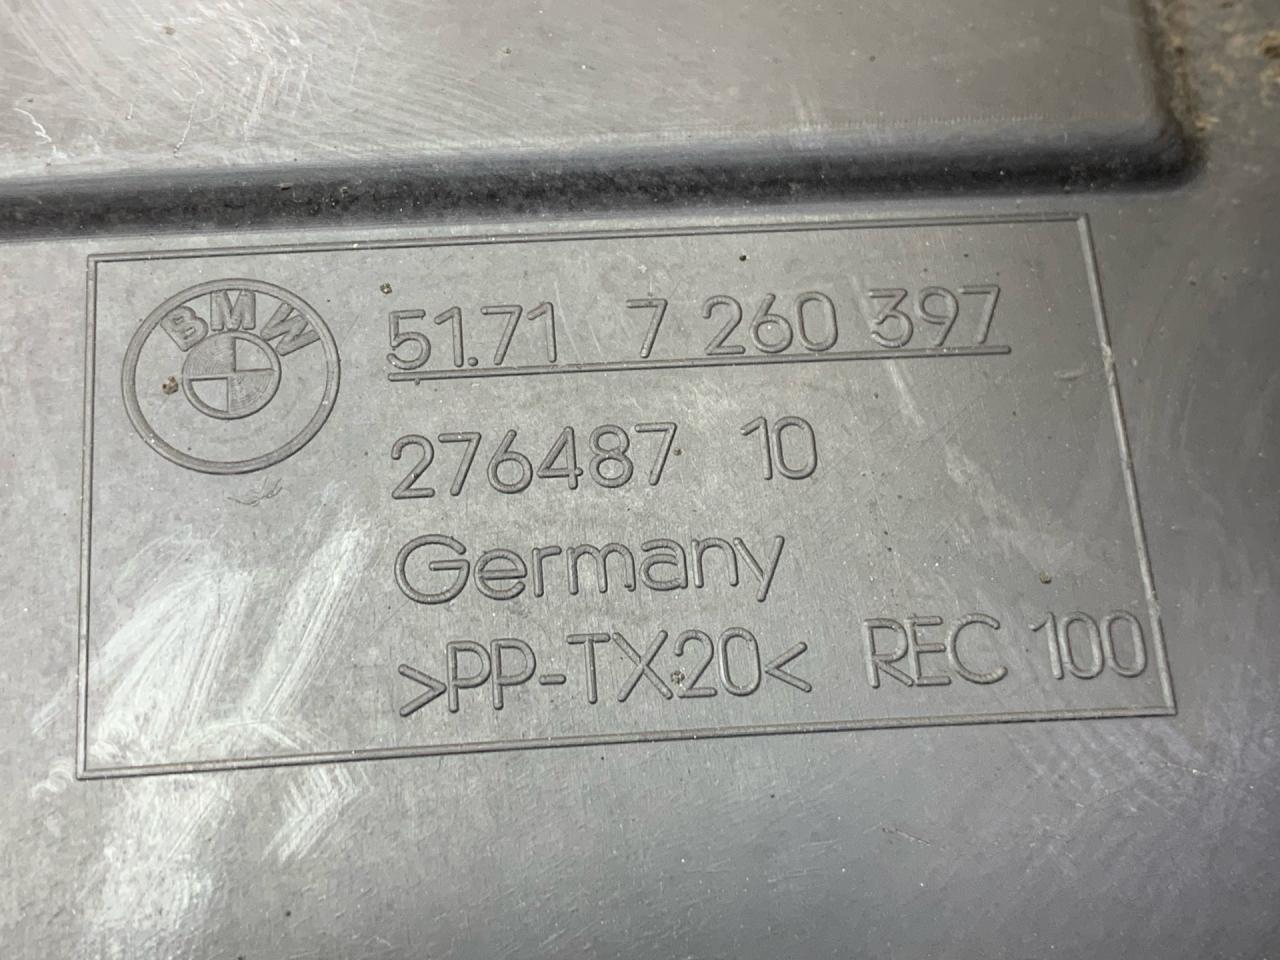 BMW
51.71 7 260 397
276487 10
Germany
>PP-TX20< REC 100